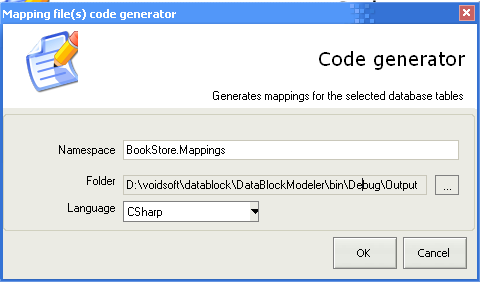 Mapping file(s) code generator
Code generator
Generates mappings for the selected database tables
Namespace BookStore.Mappings
Folder D:\voidsoft\datablock\DataBlockModeler\bin\Debug\Output ...
Language CSharp
OK Cancel